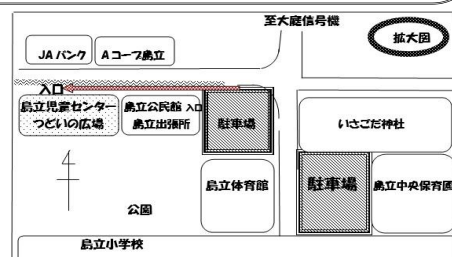 至大庭信号機
拡大図
JAバンク
Aコープ島立
入口
島立児童センター
つどいの広場
島立公民館 入口
島立出張所
駐車場
いさごだ神社
駐車場
島立中央保育園
島立体育館
公園
島立小学校